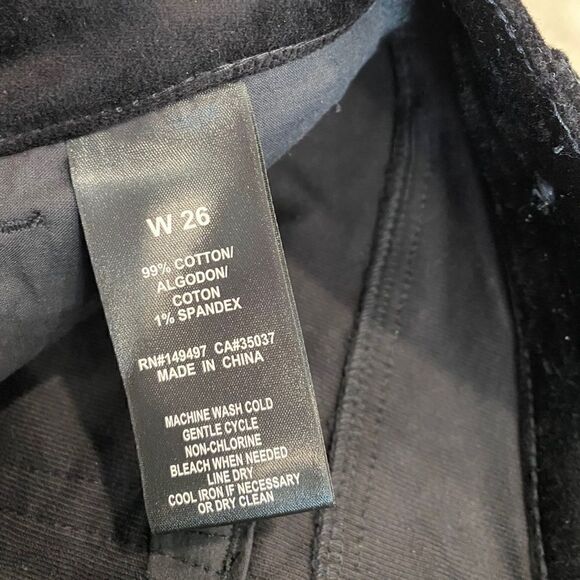 W 26
99% COTTON/
ALGODON/
COTON
1% SPANDEX
RN#149497 CA#35037
MADE IN CHINA
MACHINE WASH COLD
GENTLE CYCLE
NON-CHLORINE
BLEACH WHEN NEEDED
LINE DRY
COOL IRON IF NECESSARY
OR DRY CLEAN